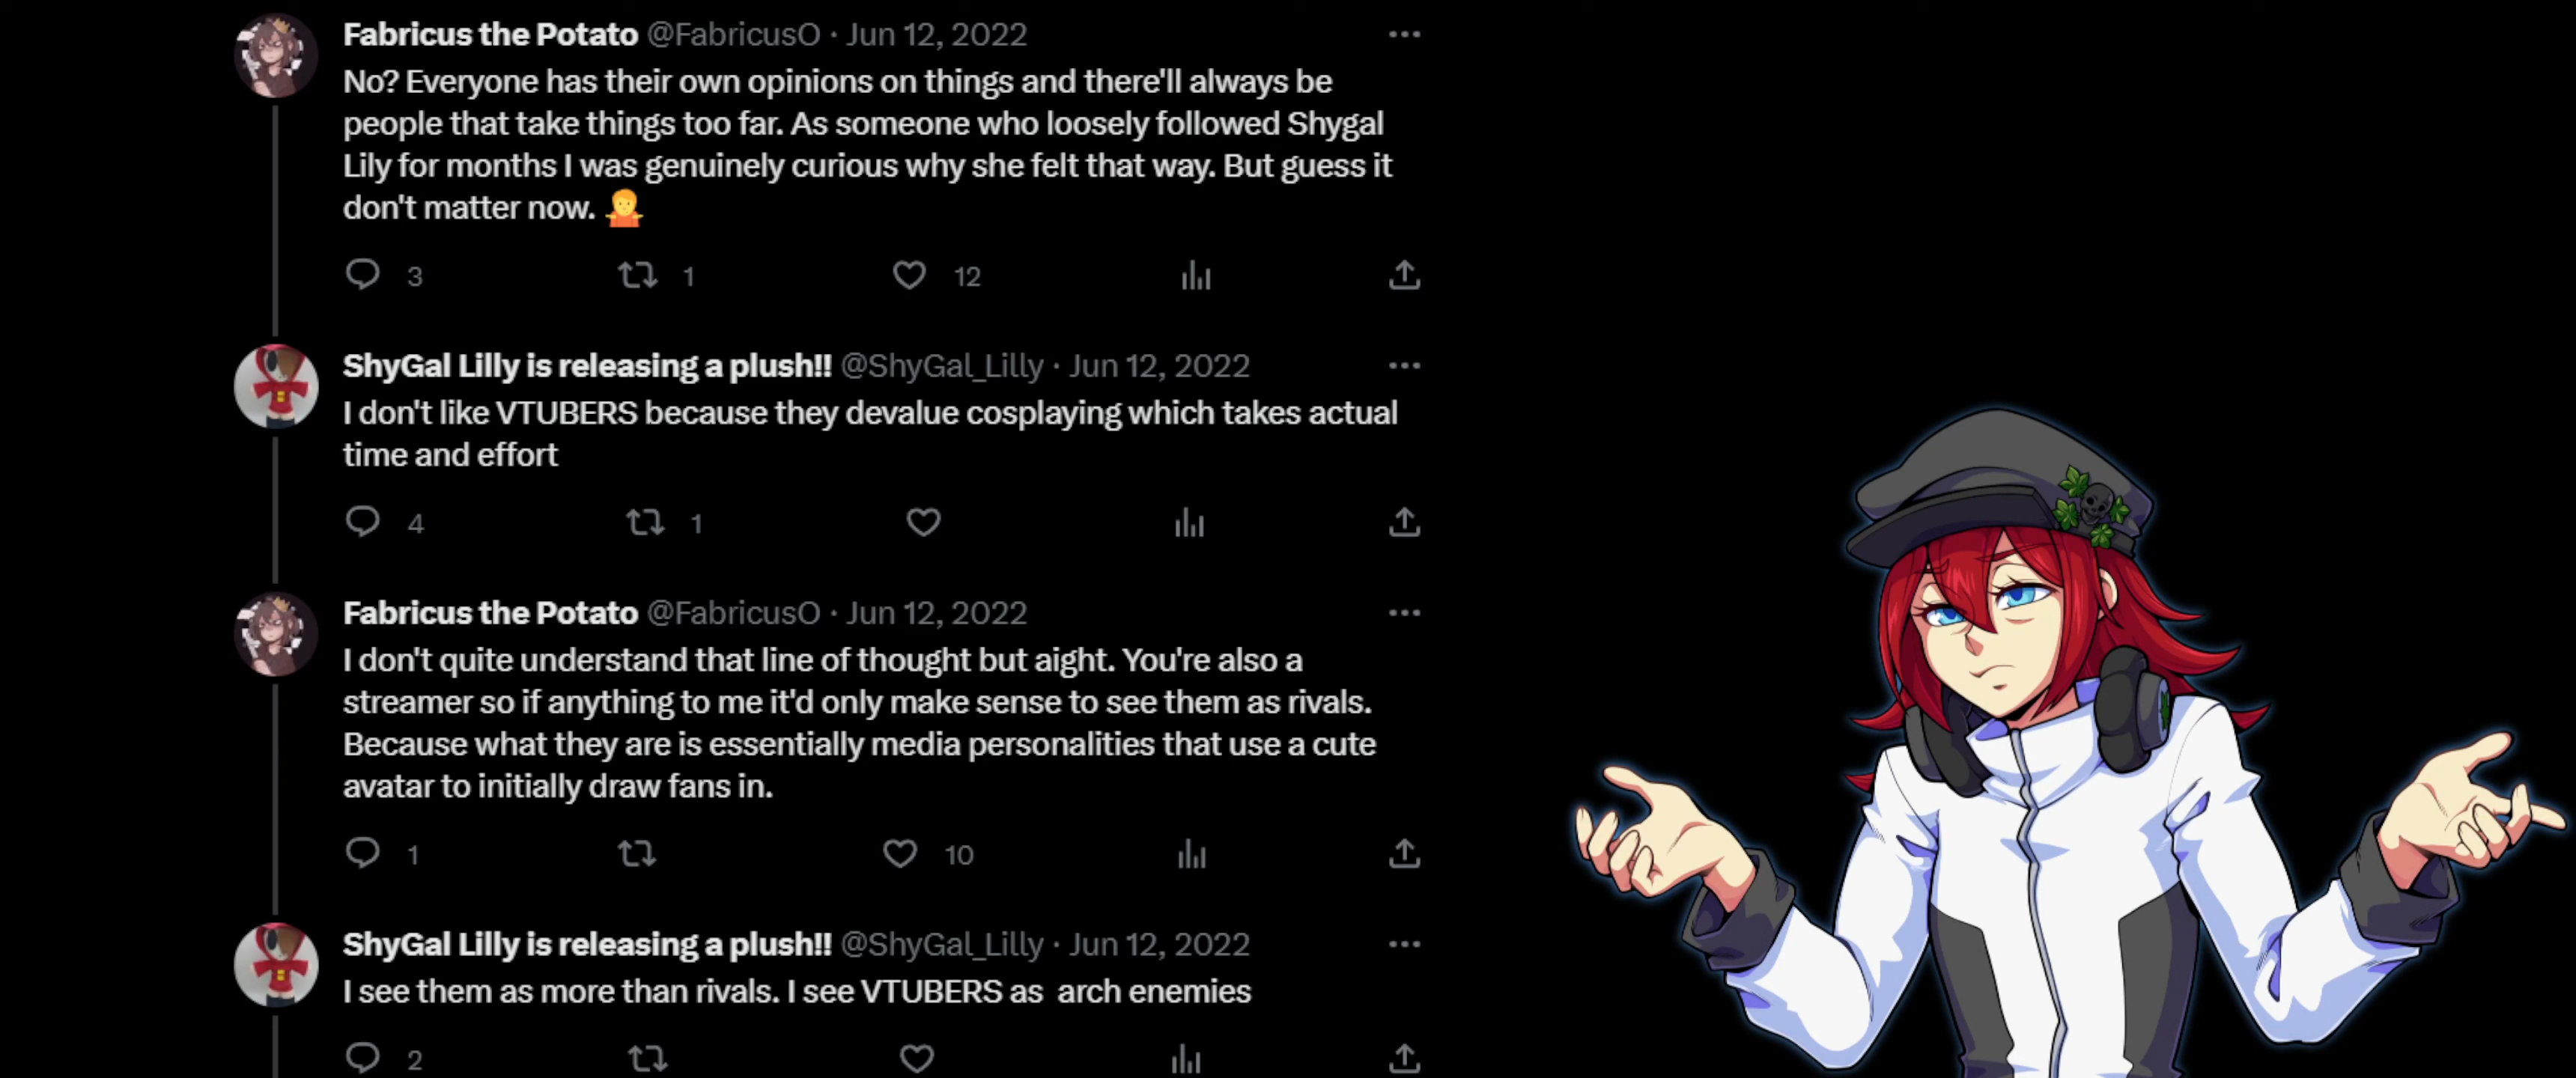 Fabricus the Potato @FabricusO · Jun 12, 2022
No? Everyone has their own opinions on things and there'll always be
people that take things too far. As someone who loosely followed Shygal
Lily for months I was genuinely curious why she felt that way. But guess it
don't matter now. 🤷
3 1 12
ShyGal Lilly is releasing a plush!! @ShyGal_Lilly · Jun 12, 2022
I don't like VTUBERS because they devalue cosplaying which takes actual
time and effort
4 1
Fabricus the Potato @FabricusO · Jun 12, 2022
I don't quite understand that line of thought but aight. You're also a
streamer so if anything to me it'd only make sense to see them as rivals.
Because what they are is essentially media personalities that use a cute
avatar to initially draw fans in.
1 10
ShyGal Lilly is releasing a plush!! @ShyGal_Lilly · Jun 12, 2022
I see them as more than rivals. I see VTUBERS as  arch enemies
2